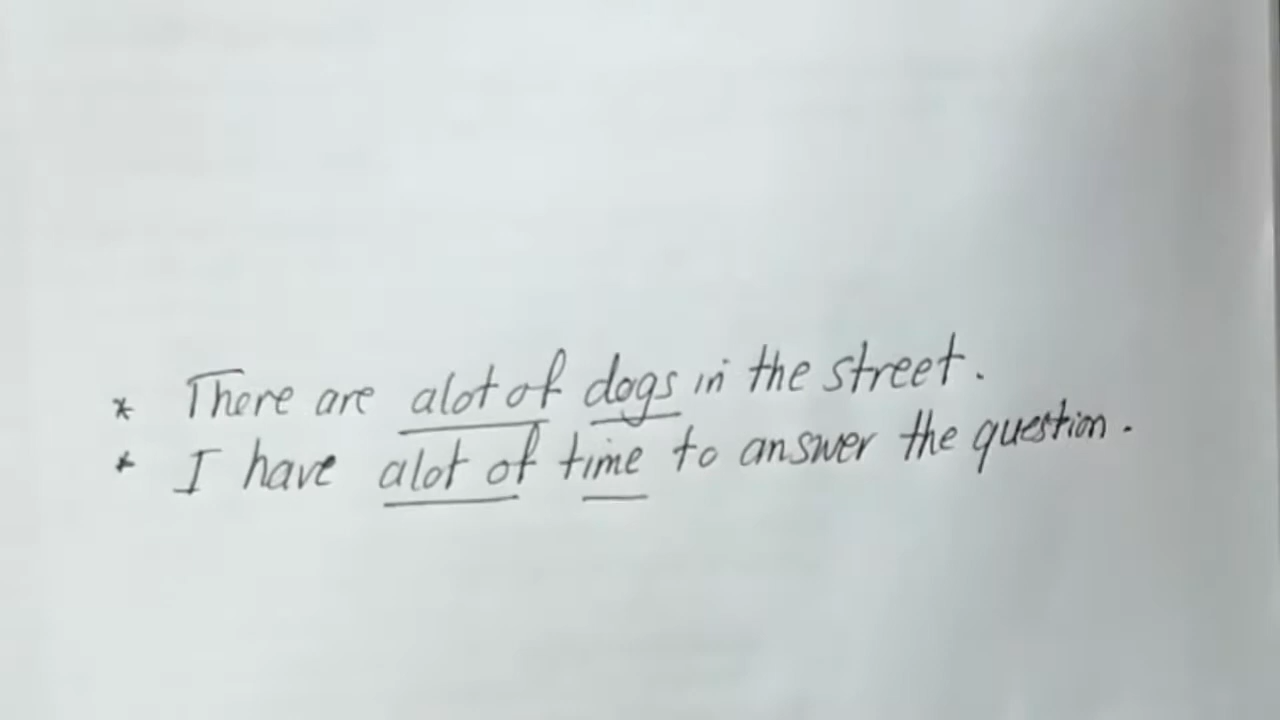 * There are alot of dogs in the street.
* I have alot of time to answer the question.